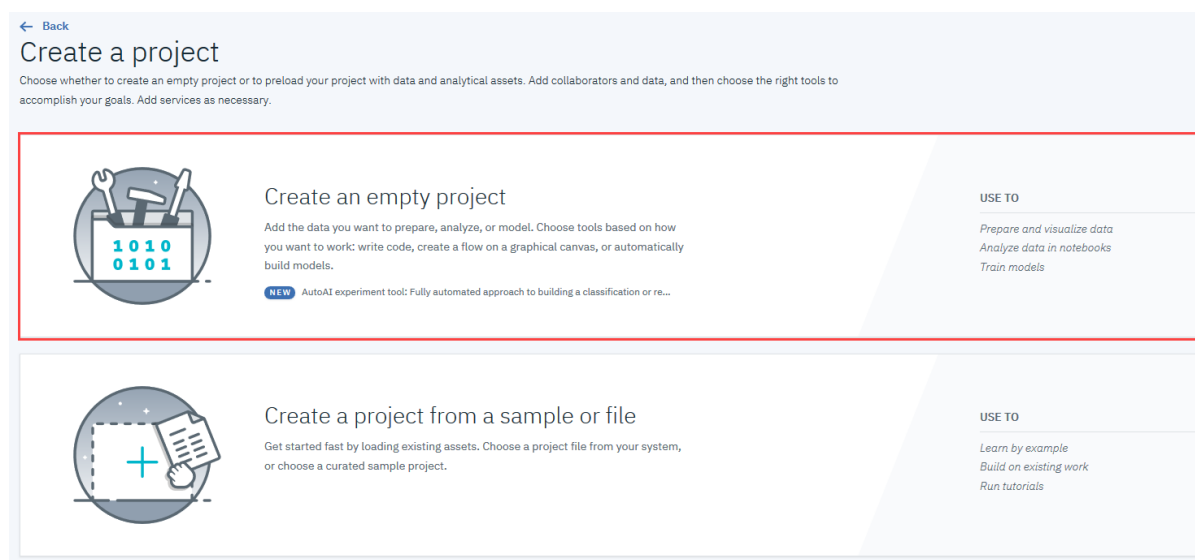 ← Back
Create a project
Choose whether to create an empty project or to preload your project with data and analytical assets. Add collaborators and data, and then choose the right tools to
accomplish your goals. Add services as necessary.
1010
0101
Create an empty project
Add the data you want to prepare, analyze, or model. Choose tools based on how
you want to work: write code, create a flow on a graphical canvas, or automatically
build models.
NEW AutoAI experiment tool: Fully automated approach to building a classification or re...
USE TO
Prepare and visualize data
Analyze data in notebooks
Train models
Create a project from a sample or file
Get started fast by loading existing assets. Choose a project file from your system,
or choose a curated sample project.
USE TO
Learn by example
Build on existing work
Run tutorials